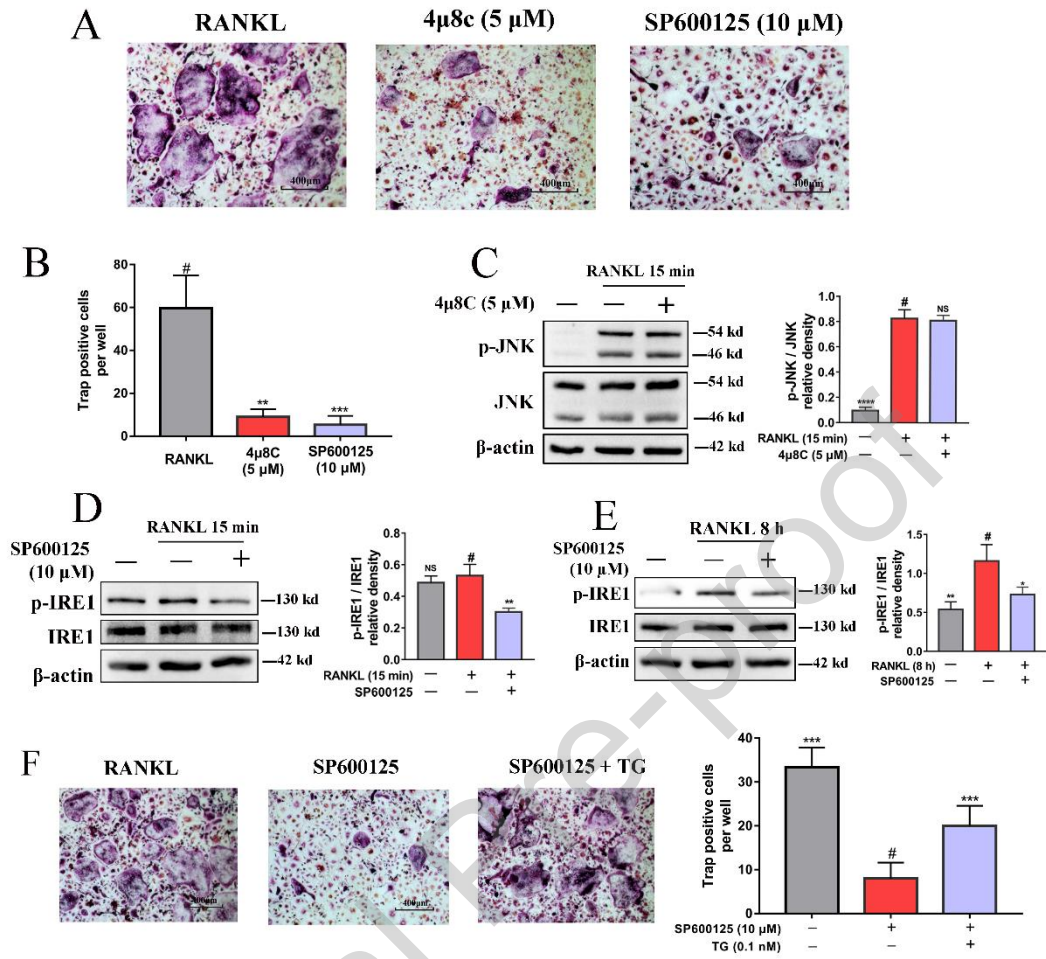 A
RANKL
4μ8c (5 μM)
SP600125 (10 μM)
400μm
400μm
400μm
B
Trap positive cells
per well
80
60
40
20
0
#
**
***
RANKL
4μ8C
(5 μM)
SP600125
(10 μM)
C
RANKL 15 min
4μ8C (5 μM)
— — +
p-JNK
—54 kd
—46 kd
JNK
—54 kd
—46 kd
β-actin
—42 kd
p-JNK / JNK
relative density
1.0
0.8
0.6
0.4
0.2
0.0
****
#
NS
RANKL (15 min) — + +
4μ8C (5 μM) — — +
D
RANKL 15 min
SP600125
(10 μM)
— — +
p-IRE1
—130 kd
IRE1
—130 kd
β-actin
—42 kd
p-IRE1 / IRE1
relative density
0.8
0.6
0.4
0.2
0.0
NS
#
**
RANKL (15 min) — + +
SP600125 — — +
E
RANKL 8 h
SP600125
(10 μM)
— — +
p-IRE1
—130 kd
IRE1
—130 kd
β-actin
—42 kd
p-IRE1 / IRE1
relative density
1.5
1.0
0.5
0.0
**
#
*
RANKL (8 h) — + +
SP600125 — — +
F
RANKL
SP600125
SP600125 + TG
400μm
400μm
Trap positive cells
per well
40
30
20
10
0
***
#
***
SP600125 (10 μM) — + +
TG (0.1 nM) — — +
Pre-proof